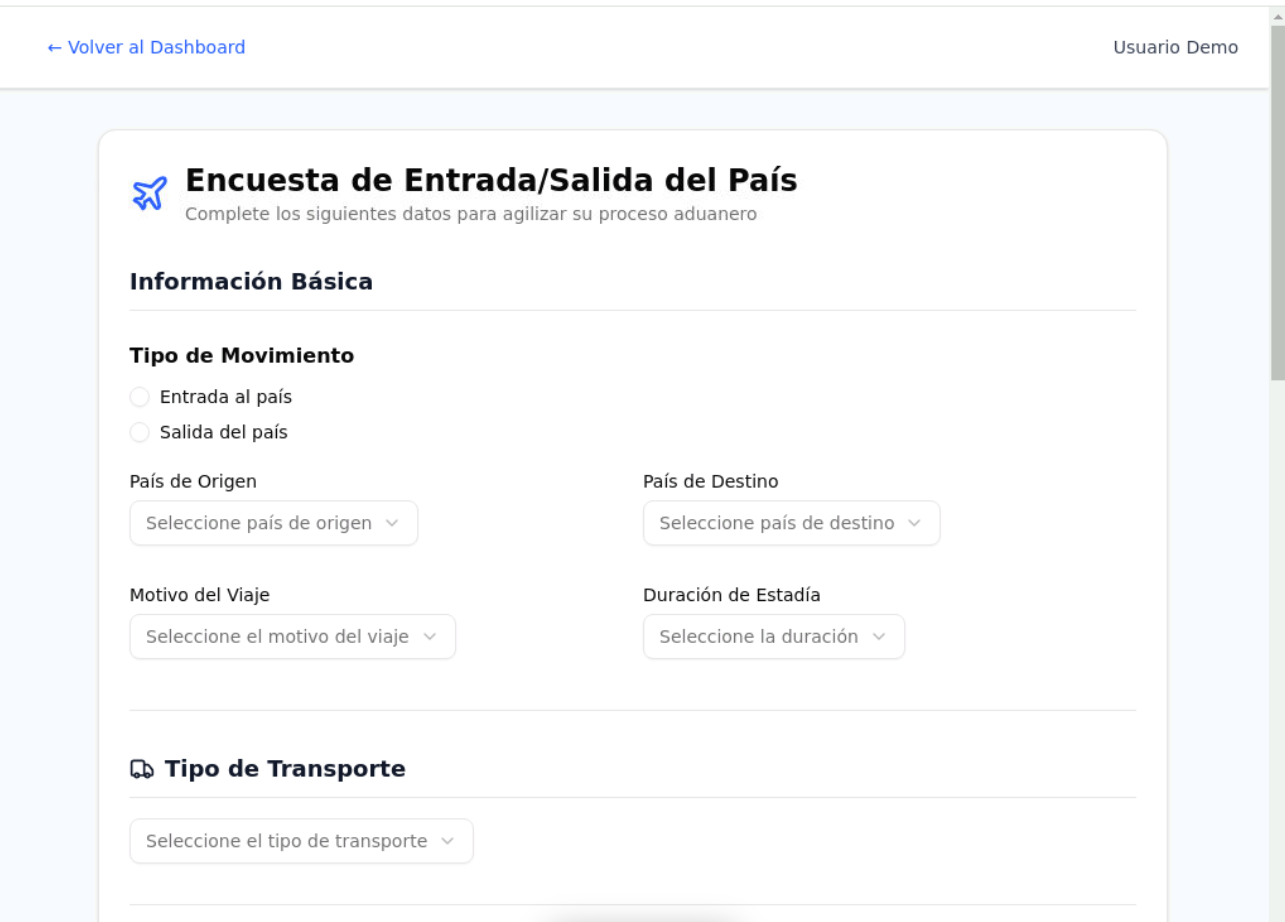 ← Volver al Dashboard
Usuario Demo
Encuesta de Entrada/Salida del País
Complete los siguientes datos para agilizar su proceso aduanero
Información Básica
Tipo de Movimiento
Entrada al país
Salida del país
País de Origen
País de Destino
Seleccione país de origen
Seleccione país de destino
Motivo del Viaje
Duración de Estadía
Seleccione el motivo del viaje
Seleccione la duración
Tipo de Transporte
Seleccione el tipo de transporte